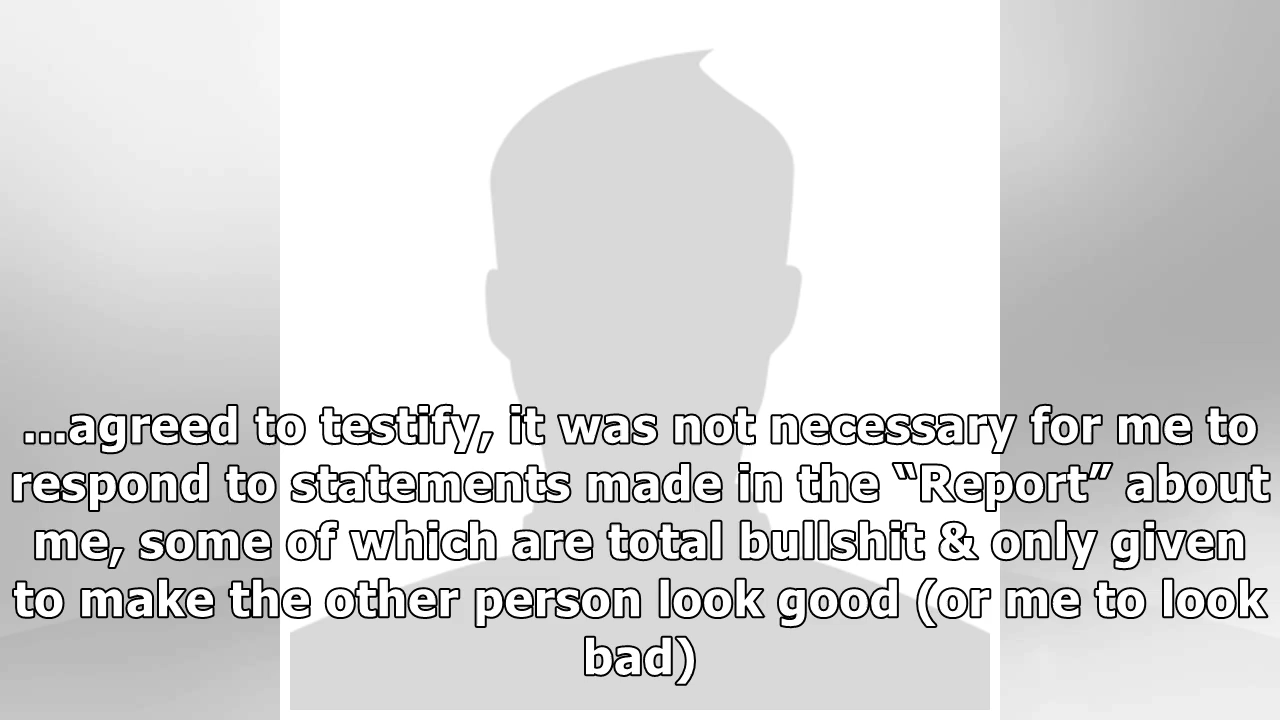 ...agreed to testify, it was not necessary for me to
respond to statements made in the “Report” about
me, some of which are total bullshit & only given
to make the other person look good (or me to look
bad)